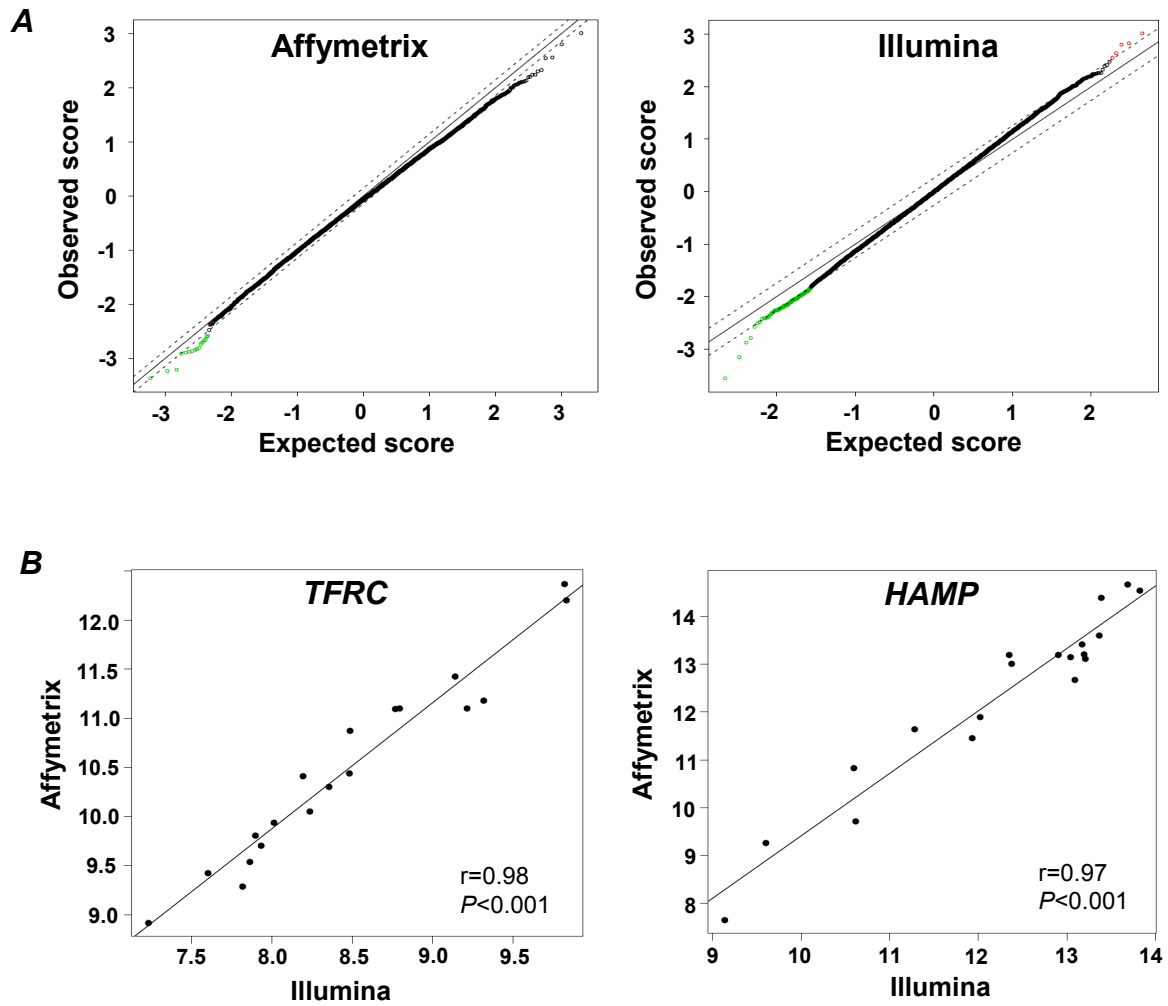 A
Affymetrix
Observed score
3
2
1
0
-1
-2
-3
-3 -2 -1 0 1 2 3
Expected score
Illumina
Observed score
3
2
1
0
-1
-2
-3
-2 -1 0 1 2
Expected score
B
TFRC
Affymetrix
12.0
11.5
11.0
10.5
10.0
9.5
9.0
r=0.98
P<0.001
7.5 8.0 8.5 9.0 9.5
Illumina
HAMP
Affymetrix
14
13
12
11
10
9
8
r=0.97
P<0.001
9 10 11 12 13 14
Illumina